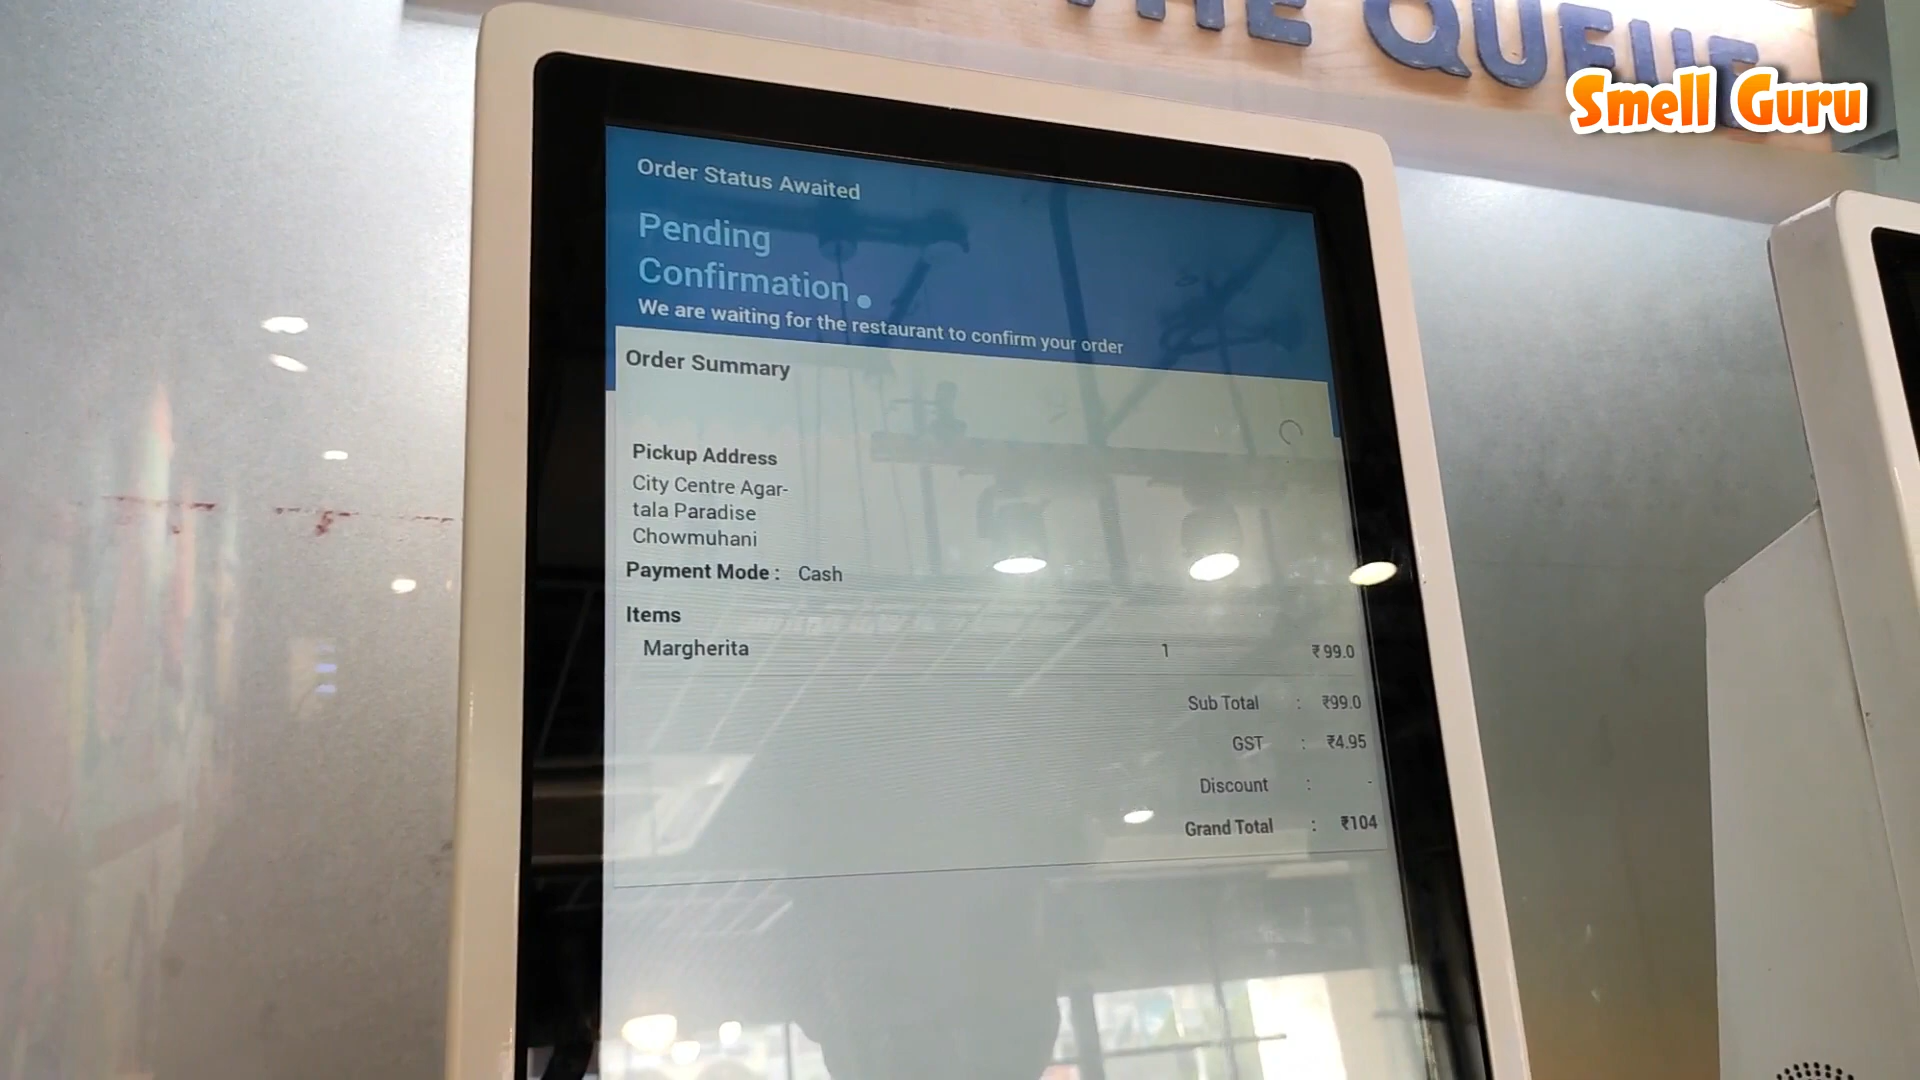 THE QUEUE
Smell Guru
Order Status Awaited
Pending
Confirmation
We are waiting for the restaurant to confirm your order
Order Summary
Pickup Address
City Centre Agar-
tala Paradise
Chowmuhani
Payment Mode : Cash
Items
Margherita 1 ₹ 99.0
Sub Total : ₹99.0
GST : ₹4.95
Discount : -
Grand Total : ₹104